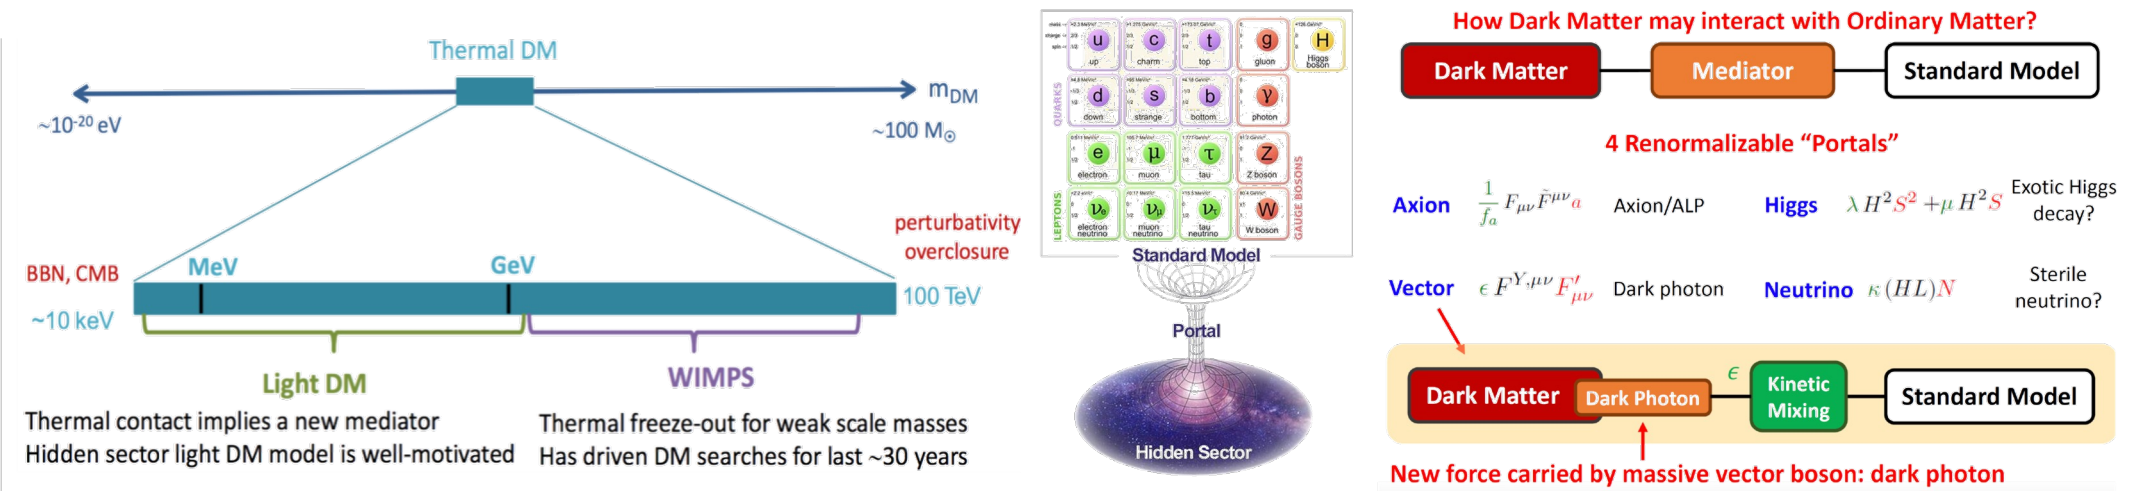 Thermal DM
m_DM
~10⁻²⁰ eV
~100 M⊙
perturbativity
overclosure
BBN, CMB
MeV
GeV
~10 keV
100 TeV
Light DM
WIMPS
Thermal contact implies a new mediator
Hidden sector light DM model is well-motivated
Thermal freeze-out for weak scale masses
Has driven DM searches for last ~30 years
QUARKS
LEPTONS
GAUGE BOSONS
u
up
c
charm
t
top
g
gluon
H
Higgs
boson
d
down
s
strange
b
bottom
γ
photon
e
electron
μ
muon
τ
tau
Z
Z boson
νe
electron
neutrino
νμ
muon
neutrino
ντ
tau
neutrino
W
W boson
Standard Model
Portal
Hidden Sector
How Dark Matter may interact with Ordinary Matter?
Dark Matter
Mediator
Standard Model
4 Renormalizable “Portals”
Axion
1/f_a F_μν F̃^μν a
Axion/ALP
Higgs
λ H² S² + μ H² S
Exotic Higgs
decay?
Vector
ϵ F^Y,μν F′_μν
Dark photon
Neutrino
κ (HL)N
Sterile
neutrino?
Dark Matter
Dark Photon
ϵ
Kinetic
Mixing
Standard Model
New force carried by massive vector boson: dark photon